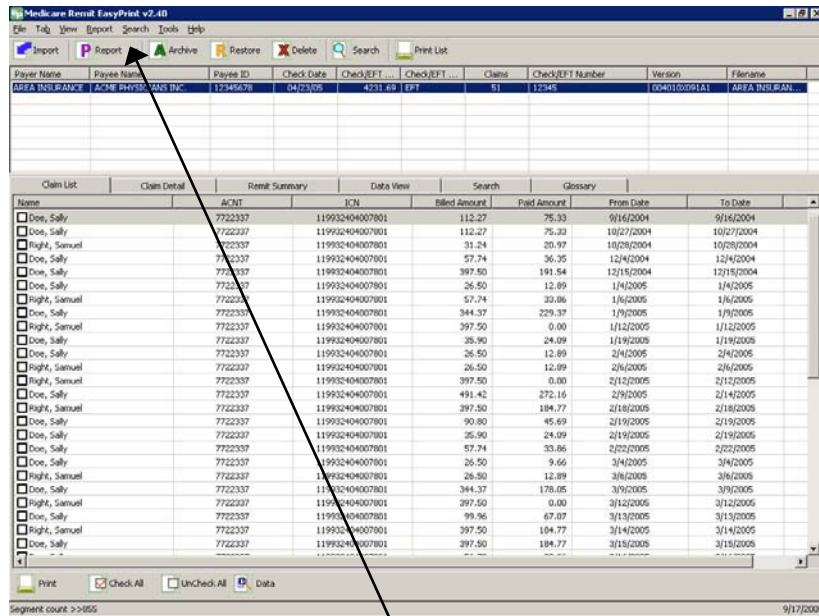 Medicare Remit EasyPrint v2.40
File Tab View Report Search Tools Help
Import Report Archive Restore Delete Search Print List
Payer Name Payee Name Payee ID Check Date Check/EFT ... Check/EFT ... Claims Check/EFT Number Version Filename
AREA INSURANCE ACME PHYSICIANS INC. 12345678 04/23/05 4231.69 EFT 51 12345 004010X091A1 AREA INSURAN...
Claim List Claim Detail Remit Summary Data View Search Glossary
Name ACNT ICN Billed Amount Paid Amount From Date To Date
Doe, Sally 7722337 119932404007801 112.27 75.33 9/16/2004 9/16/2004
Doe, Sally 7722337 119932404007801 112.27 75.33 10/27/2004 10/27/2004
Right, Samuel 7722337 119932404007801 31.24 20.97 10/28/2004 10/28/2004
Doe, Sally 7722337 119932404007801 57.74 36.35 12/4/2004 12/4/2004
Doe, Sally 7722337 119932404007801 397.50 191.54 12/15/2004 12/15/2004
Doe, Sally 7722337 119932404007801 26.50 12.89 1/4/2005 1/4/2005
Right, Samuel 7722337 119932404007801 57.74 33.86 1/6/2005 1/6/2005
Doe, Sally 7722337 119932404007801 344.37 229.37 1/9/2005 1/9/2005
Right, Samuel 7722337 119932404007801 397.50 0.00 1/12/2005 1/12/2005
Doe, Sally 7722337 119932404007801 35.90 24.09 1/19/2005 1/19/2005
Doe, Sally 7722337 119932404007801 26.50 12.89 2/4/2005 2/4/2005
Right, Samuel 7722337 119932404007801 26.50 12.89 2/6/2005 2/6/2005
Right, Samuel 7722337 119932404007801 397.50 0.00 2/12/2005 2/12/2005
Doe, Sally 7722337 119932404007801 491.42 272.16 2/9/2005 2/14/2005
Right, Samuel 7722337 119932404007801 397.50 184.77 2/18/2005 2/18/2005
Doe, Sally 7722337 119932404007801 90.80 45.69 2/19/2005 2/19/2005
Doe, Sally 7722337 119932404007801 35.90 24.09 2/19/2005 2/19/2005
Doe, Sally 7722337 119932404007801 57.74 33.86 2/22/2005 2/22/2005
Doe, Sally 7722337 119932404007801 26.50 9.66 3/4/2005 3/4/2005
Right, Samuel 7722337 119932404007801 26.50 12.89 3/6/2005 3/6/2005
Doe, Sally 7722337 119932404007801 344.37 178.05 3/9/2005 3/9/2005
Right, Samuel 7722337 119932404007801 397.50 0.00 3/12/2005 3/12/2005
Doe, Sally 7722337 119932404007801 99.96 67.07 3/13/2005 3/13/2005
Right, Samuel 7722337 119932404007801 397.50 184.77 3/14/2005 3/14/2005
Doe, Sally 7722337 119932404007801 397.50 184.77 3/15/2005 3/15/2005
Print Check All UnCheck All Data
Segment count >>855